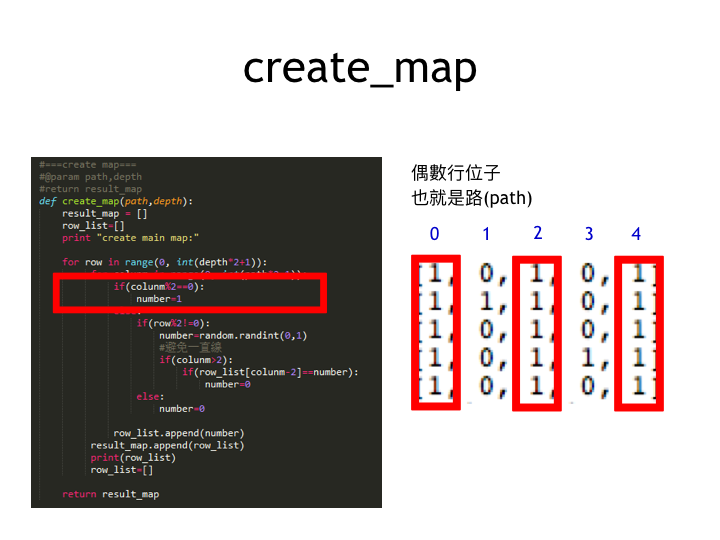 create_map
#===create map===
#@param path,depth
#return result_map
def create_map(path,depth):
result_map = []
row_list=[]
print "create main map:"
for row in range(0, int(depth*2+1)):
if(colunm%2==0):
number=1
if(row%2!=0):
number=random.randint(0,1)
#避免一直線
if(colunm>2):
if(row_list[colunm-2]==number):
number=0
else:
number=0
row_list.append(number)
result_map.append(row_list)
print(row_list)
row_list=[]
return result_map
偶數行位子
也就是路(path)
0 1 2 3 4
[1, 0, 1, 0, 1]
[1, 1, 1, 0, 1]
[1, 0, 1, 0, 1]
[1, 0, 1, 1, 1]
[1, 0, 1, 0, 1]